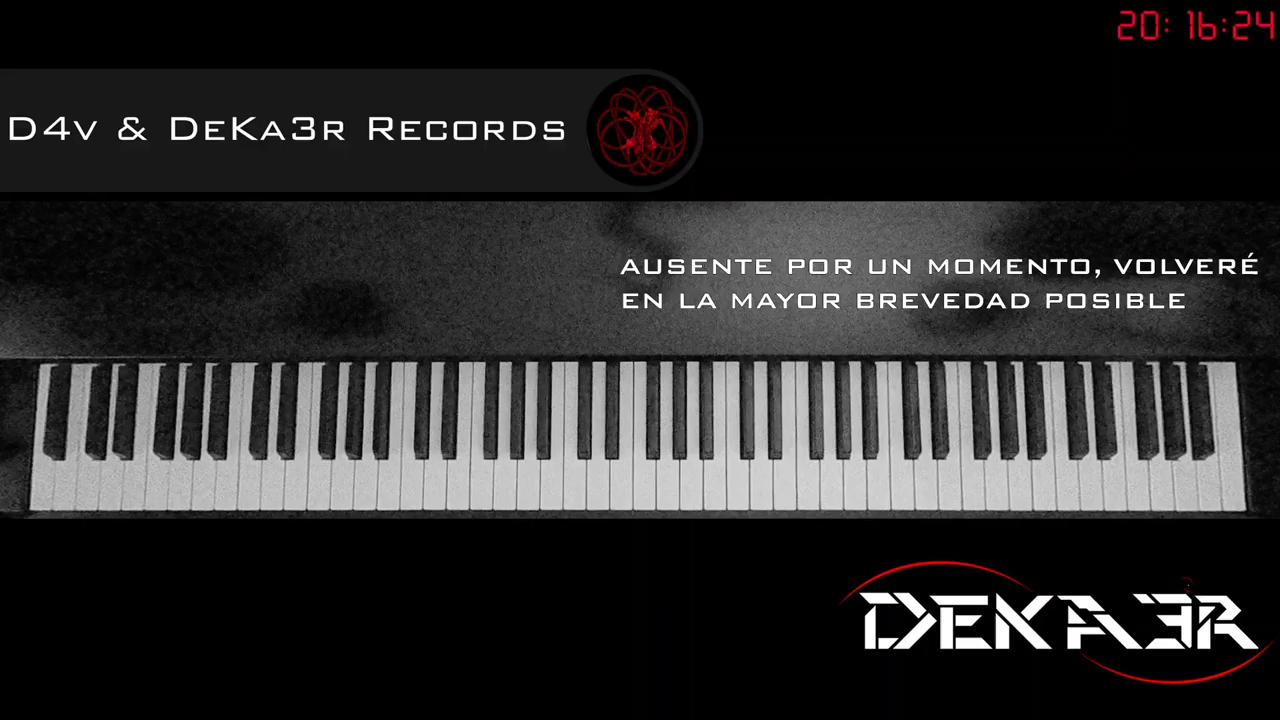 20:16:24
D4v & DeKa3r Records
AUSENTE POR UN MOMENTO, VOLVERÉ
EN LA MAYOR BREVEDAD POSIBLE
DEKA3R